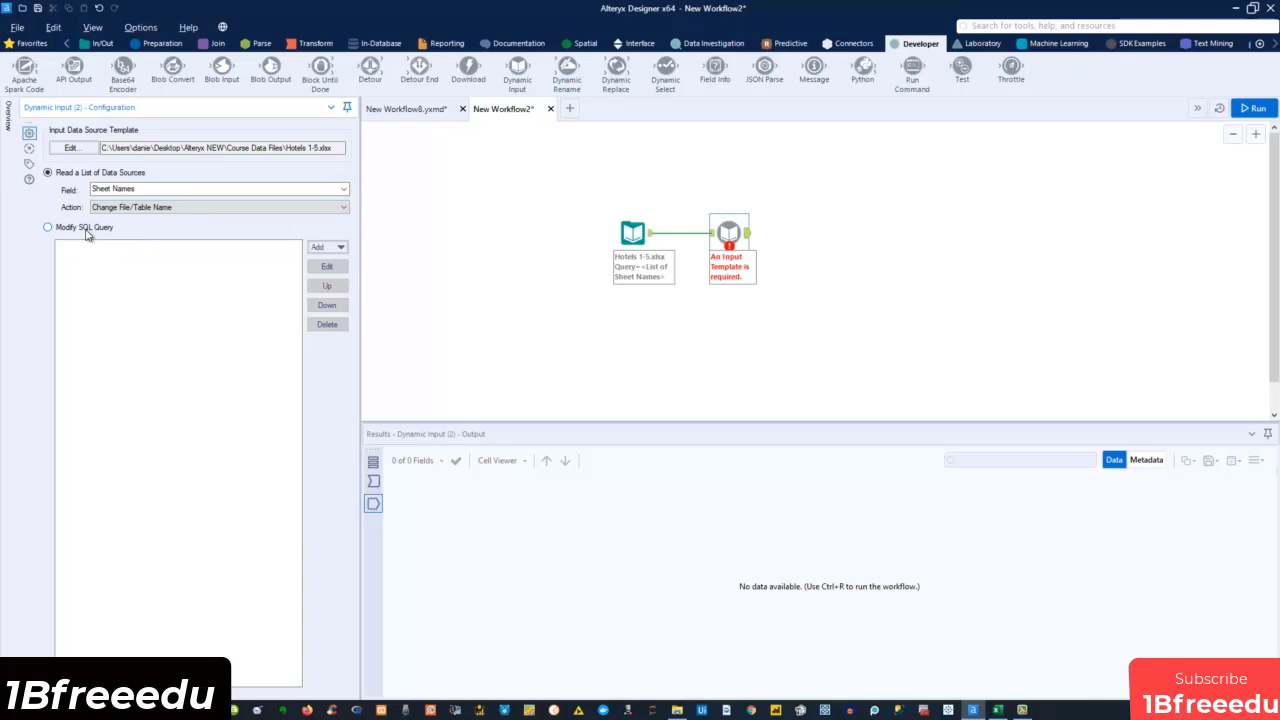 Alteryx Designer x64 - New Workflow2*
File Edit View Options Help
Search for tools, help, and resources
Favorites In/Out Preparation Join Parse Transform In-Database Reporting Documentation Spatial Interface Data Investigation Predictive Connectors Developer Laboratory Machine Learning SDK Examples Text Mining
Apache Spark Code
API Output
Base64 Encoder
Blob Convert
Blob Input
Blob Output
Block Until Done
Detour
Detour End
Download
Dynamic Input
Dynamic Rename
Dynamic Replace
Dynamic Select
Field Info
JSON Parse
Message
Python
Run Command
Test
Throttle
Overview
Dynamic Input (2) - Configuration
New Workflow8.yxmd*
New Workflow2*
Run
Input Data Source Template
Edit... C:\Users\danie\Desktop\Alteryx NEW\Course Data Files\Hotels 1-5.xlsx
Read a List of Data Sources
Field: Sheet Names
Action: Change File/Table Name
Modify SQL Query
Add
Edit
Up
Down
Delete
Hotels 1-5.xlsx
Query=<List of
Sheet Names>
An Input
Template is
required.
Results - Dynamic Input (2) - Output
0 of 0 Fields Cell Viewer Data Metadata
No data available. (Use Ctrl+R to run the workflow.)
1Bfreeedu
Subscribe
1Bfreeedu